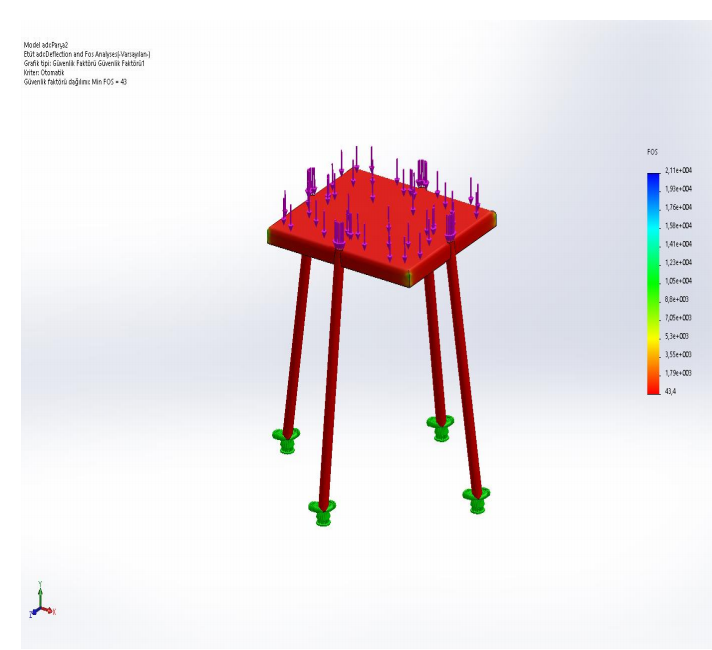 Model adı:Parça2
Etüt adı:Deflection and Fos Analyses(-Varsayılan-)
Grafik tipi: Güvenlik Faktörü Güvenlik Faktörü1
Kriter: Otomatik
Güvenlik faktörü dağılımı: Min FOS = 43
FOS
2,11e+004
1,93e+004
1,76e+004
1,58e+004
1,41e+004
1,23e+004
1,05e+004
8,8e+003
7,05e+003
5,3e+003
3,55e+003
1,79e+003
43,4
Y
Z
X